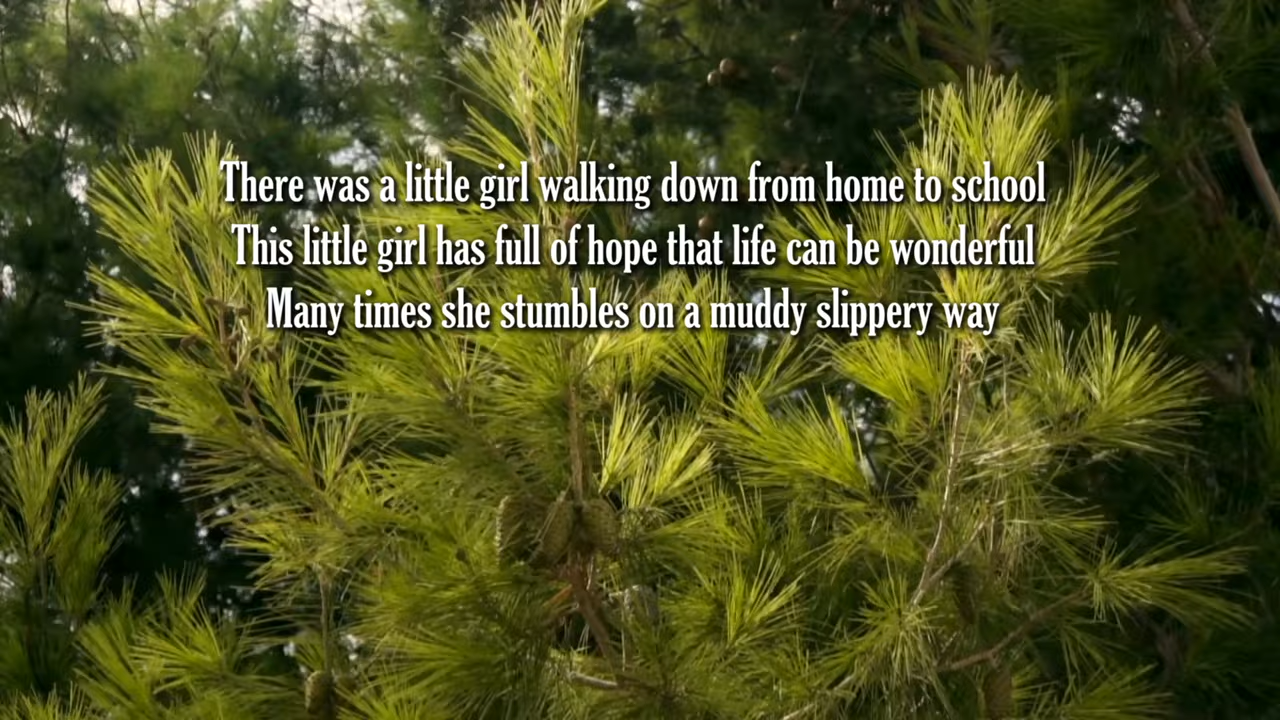 There was a little girl walking down from home to school
This little girl has full of hope that life can be wonderful
Many times she stumbles on a muddy slippery way